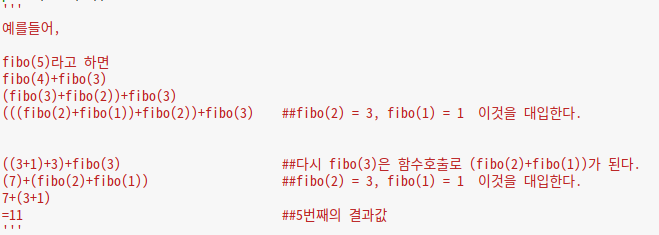 '''
예를들어,
fibo(5)라고 하면
fibo(4)+fibo(3)
(fibo(3)+fibo(2))+fibo(3)
(((fibo(2)+fibo(1))+fibo(2))+fibo(3) ##fibo(2) = 3, fibo(1) = 1 이것을 대입한다.
((3+1)+3)+fibo(3) ##다시 fibo(3)은 함수호출로 (fibo(2)+fibo(1))가 된다.
(7)+(fibo(2)+fibo(1)) ##fibo(2) = 3, fibo(1) = 1 이것을 대입한다.
7+(3+1)
=11 ##5번째의 결과값
'''